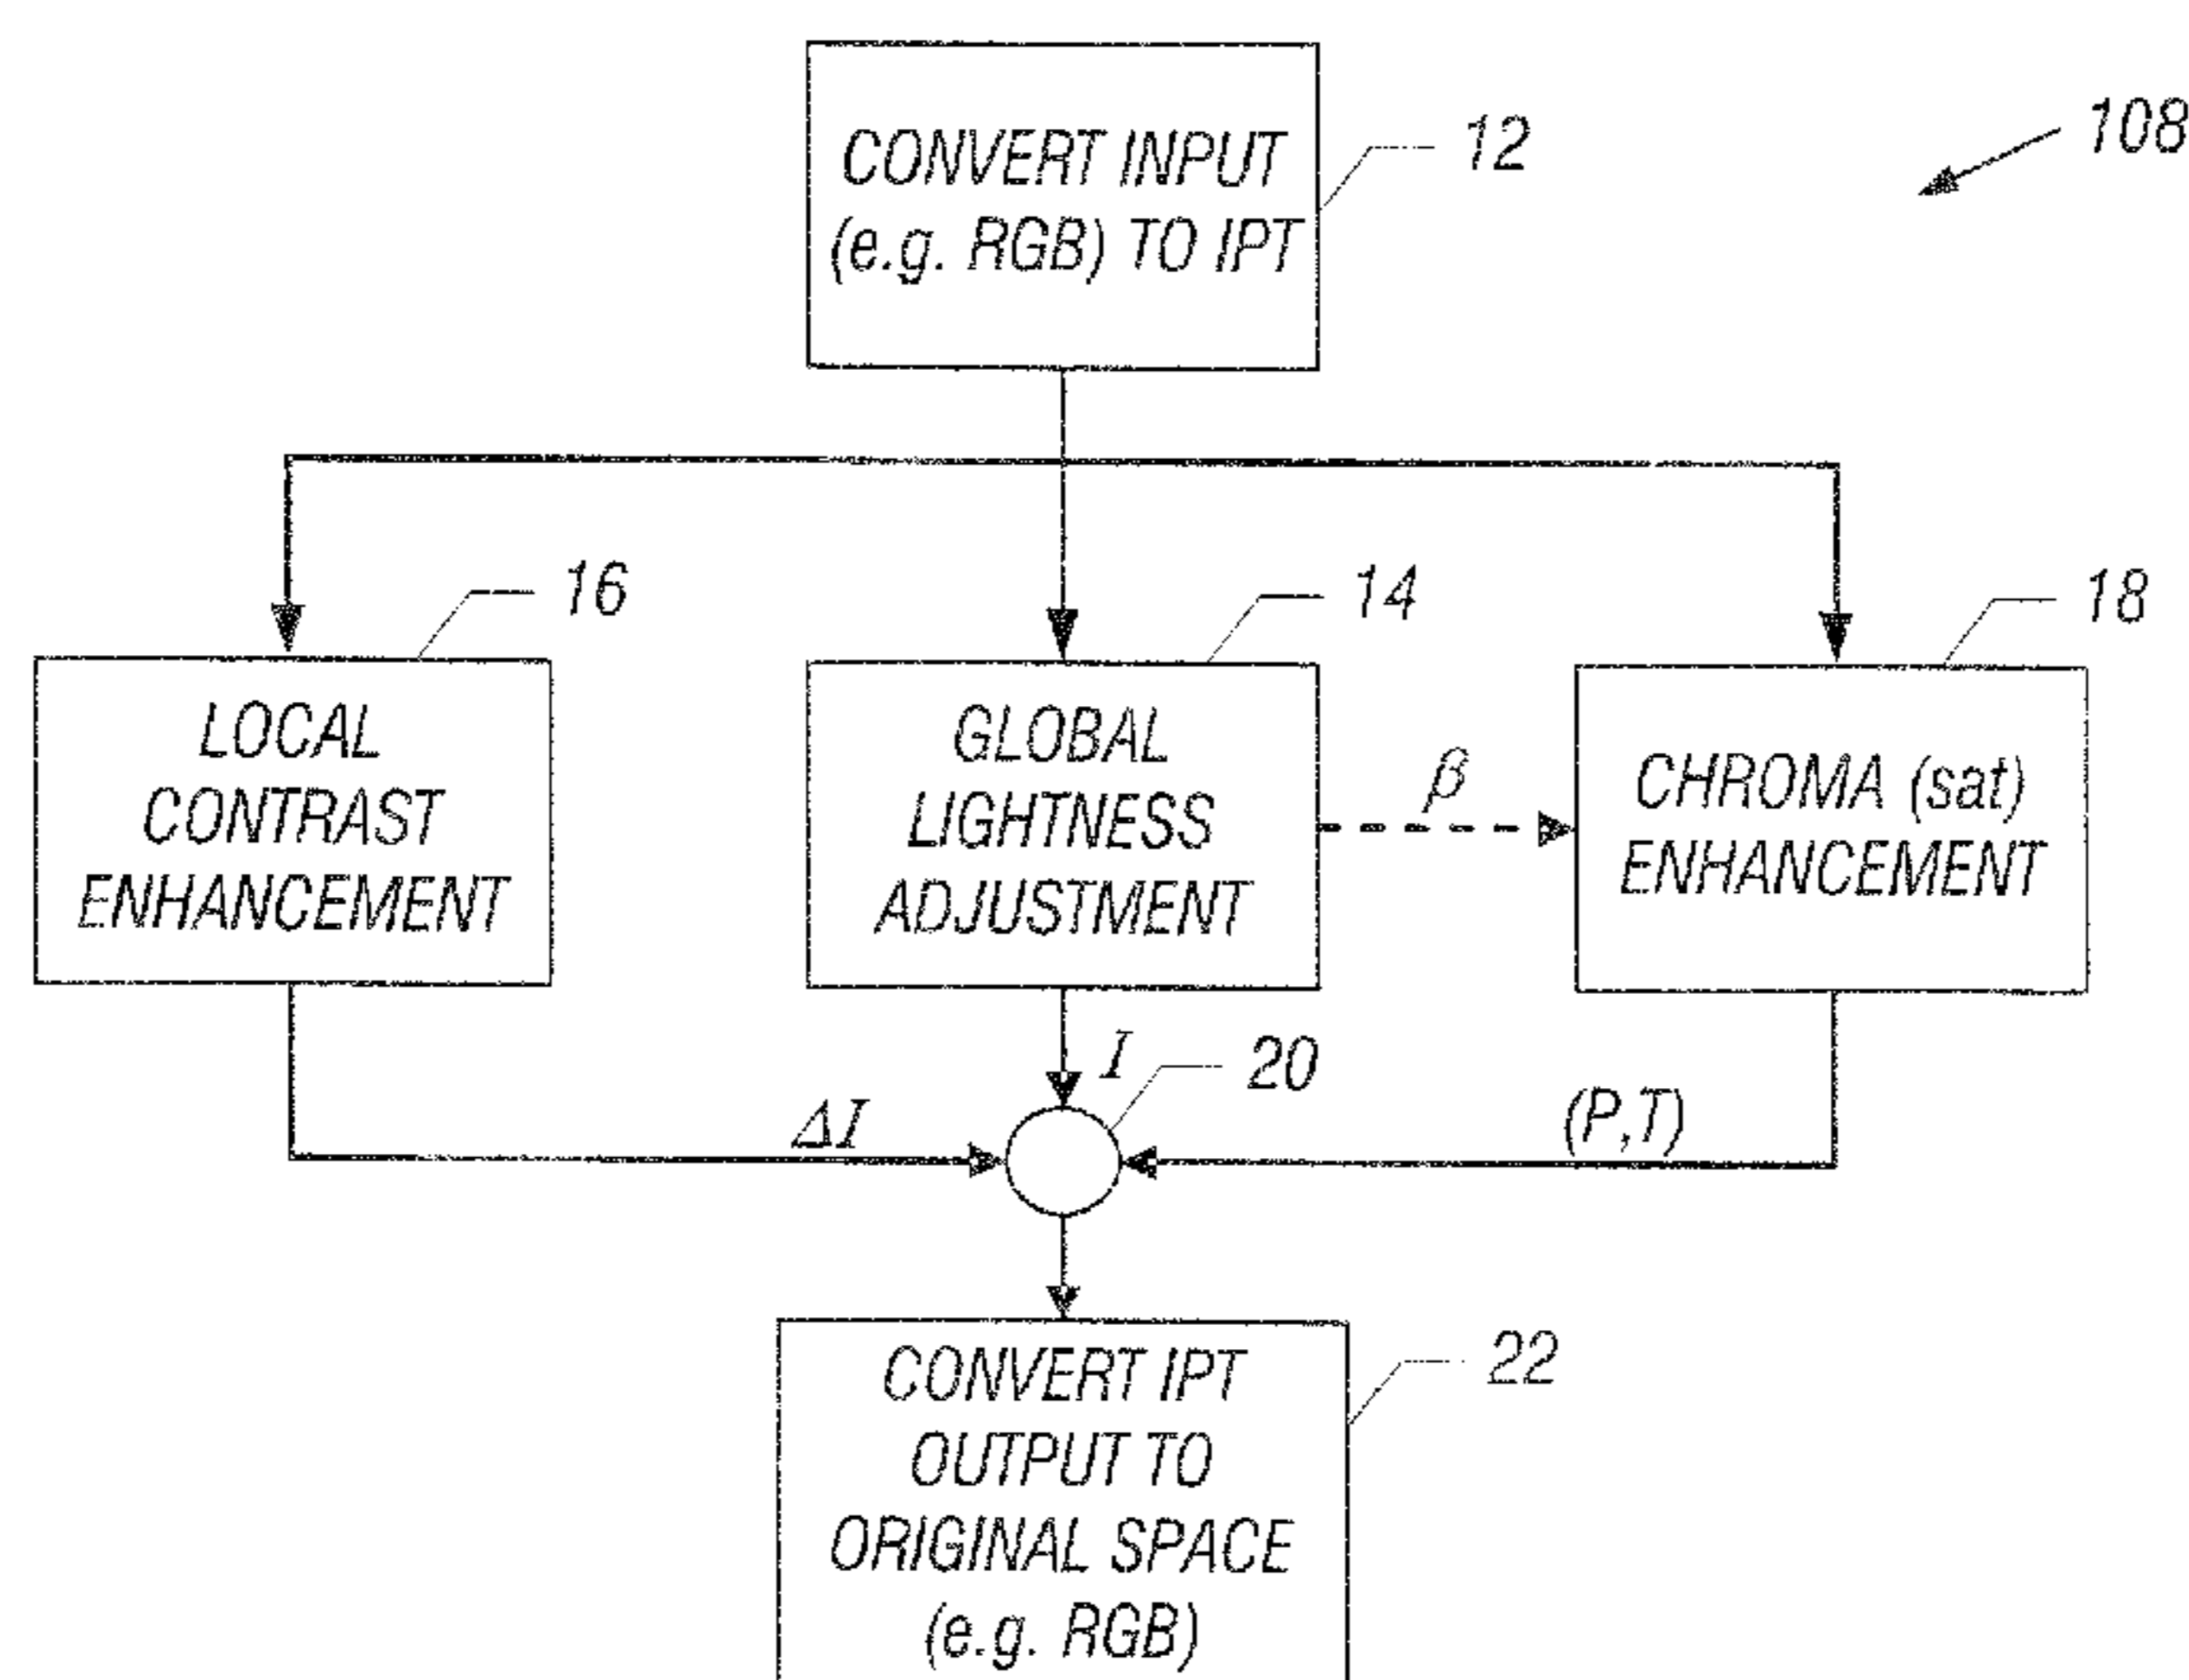 CONVERT INPUT
(e.g. RGB) TO IPT
12
108
16
14
18
LOCAL
CONTRAST
ENHANCEMENT
GLOBAL
LIGHTNESS
ADJUSTMENT
β
CHROMA (sat)
ENHANCEMENT
I
20
ΔI
(P,T)
CONVERT IPT
OUTPUT TO
ORIGINAL SPACE
(e.g. RGB)
22